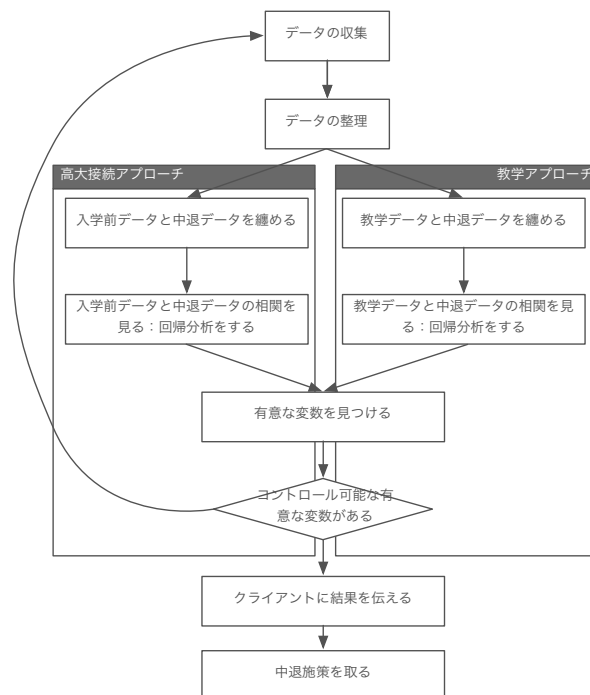 データの収集
データの整理
高大接続アプローチ
教学アプローチ
入学前データと中退データを纏める
教学データと中退データを纏める
入学前データと中退データの相関を
見る：回帰分析をする
教学データと中退データの相関を見
る：回帰分析をする
有意な変数を見つける
コントロール可能な有
意な変数がある
クライアントに結果を伝える
中退施策を取る